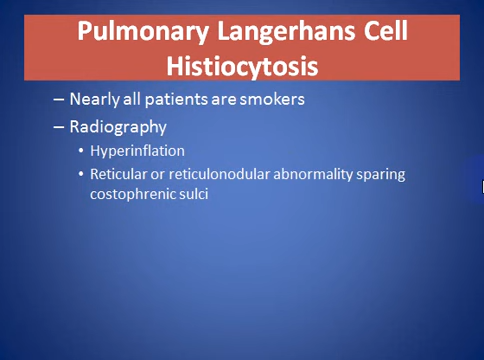 Pulmonary Langerhans Cell
Histiocytosis
– Nearly all patients are smokers
– Radiography
• Hyperinflation
• Reticular or reticulonodular abnormality sparing
costophrenic sulci